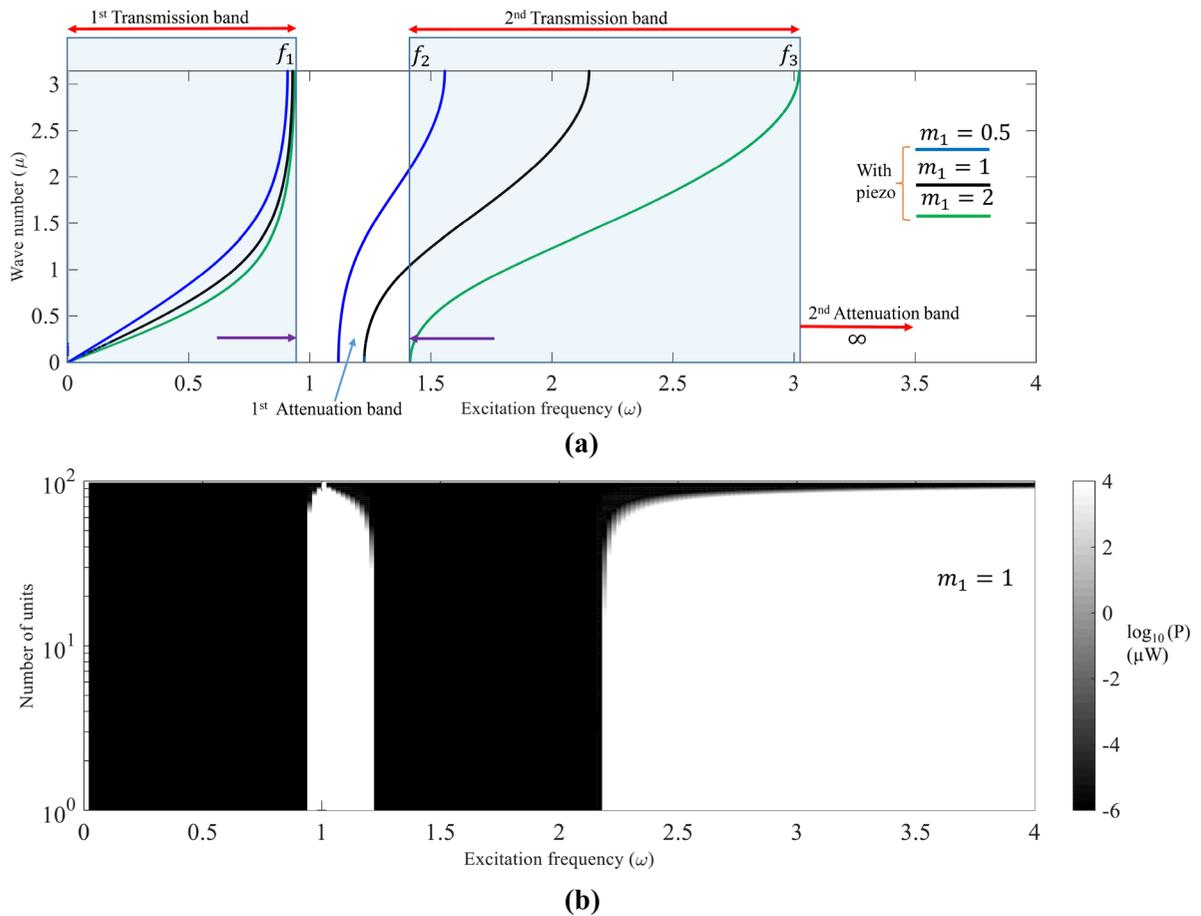 1st Transmission band
2nd Transmission band
f1
f2
f3
3
2.5
2
1.5
1
0.5
0
Wave number (μ)
m1 = 0.5
With piezo
m1 = 1
m1 = 2
2nd Attenuation band
∞
0 0.5 1 1.5 2 2.5 3 3.5 4
1st Attenuation band
Excitation frequency (ω)
(a)
10^2
10^1
10^0
Number of units
m1 = 1
4
2
0
-2
-4
-6
log10(P)
(μW)
0 0.5 1 1.5 2 2.5 3 3.5 4
Excitation frequency (ω)
(b)